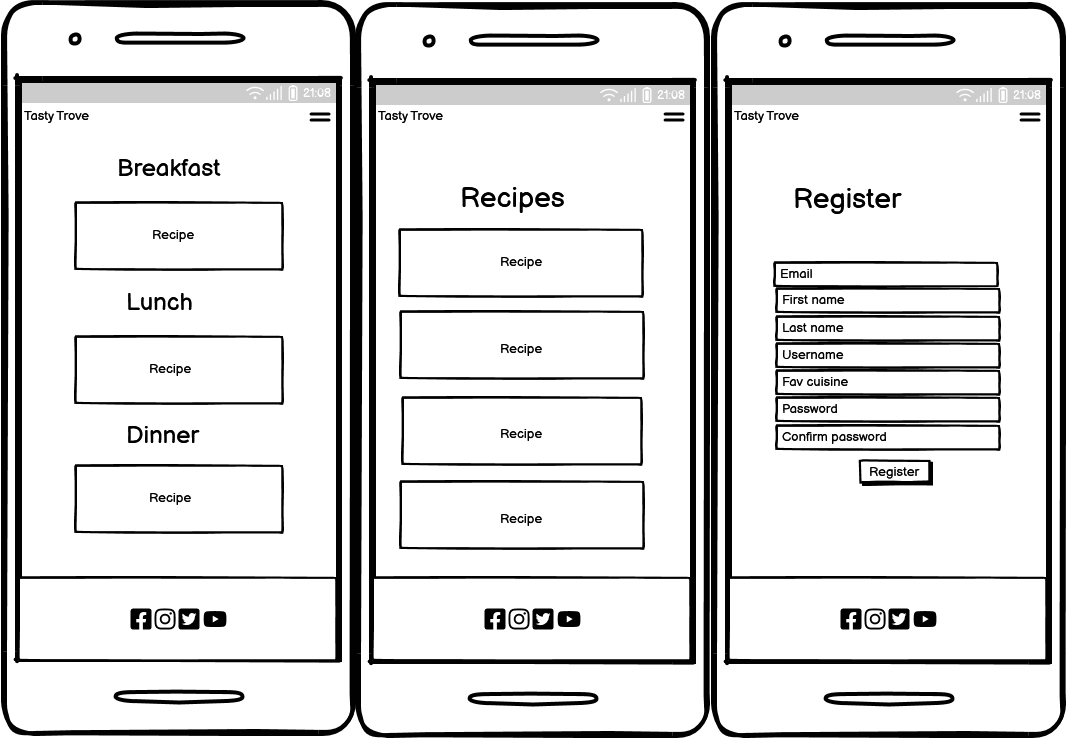 21:08
Tasty Trove
Breakfast
Recipe
Lunch
Recipe
Dinner
Recipe
21:08
Tasty Trove
Recipes
Recipe
Recipe
Recipe
Recipe
21:08
Tasty Trove
Register
Email
First name
Last name
Username
Fav cuisine
Password
Confirm password
Register